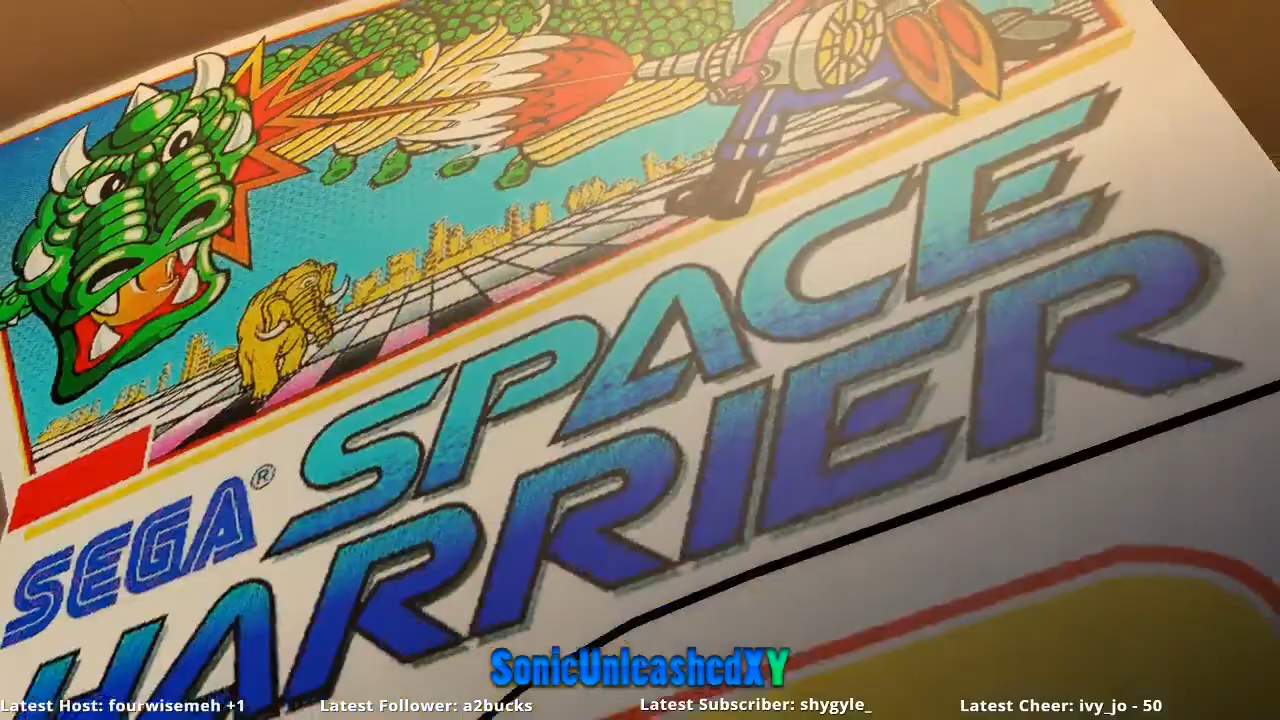 SPACE
SEGA®
HARRIER
SonicUnleashedXY
Latest Host: fourwisemeh +1
Latest Follower: a2bucks
Latest Subscriber: shygyle_
Latest Cheer: ivy_jo - 50